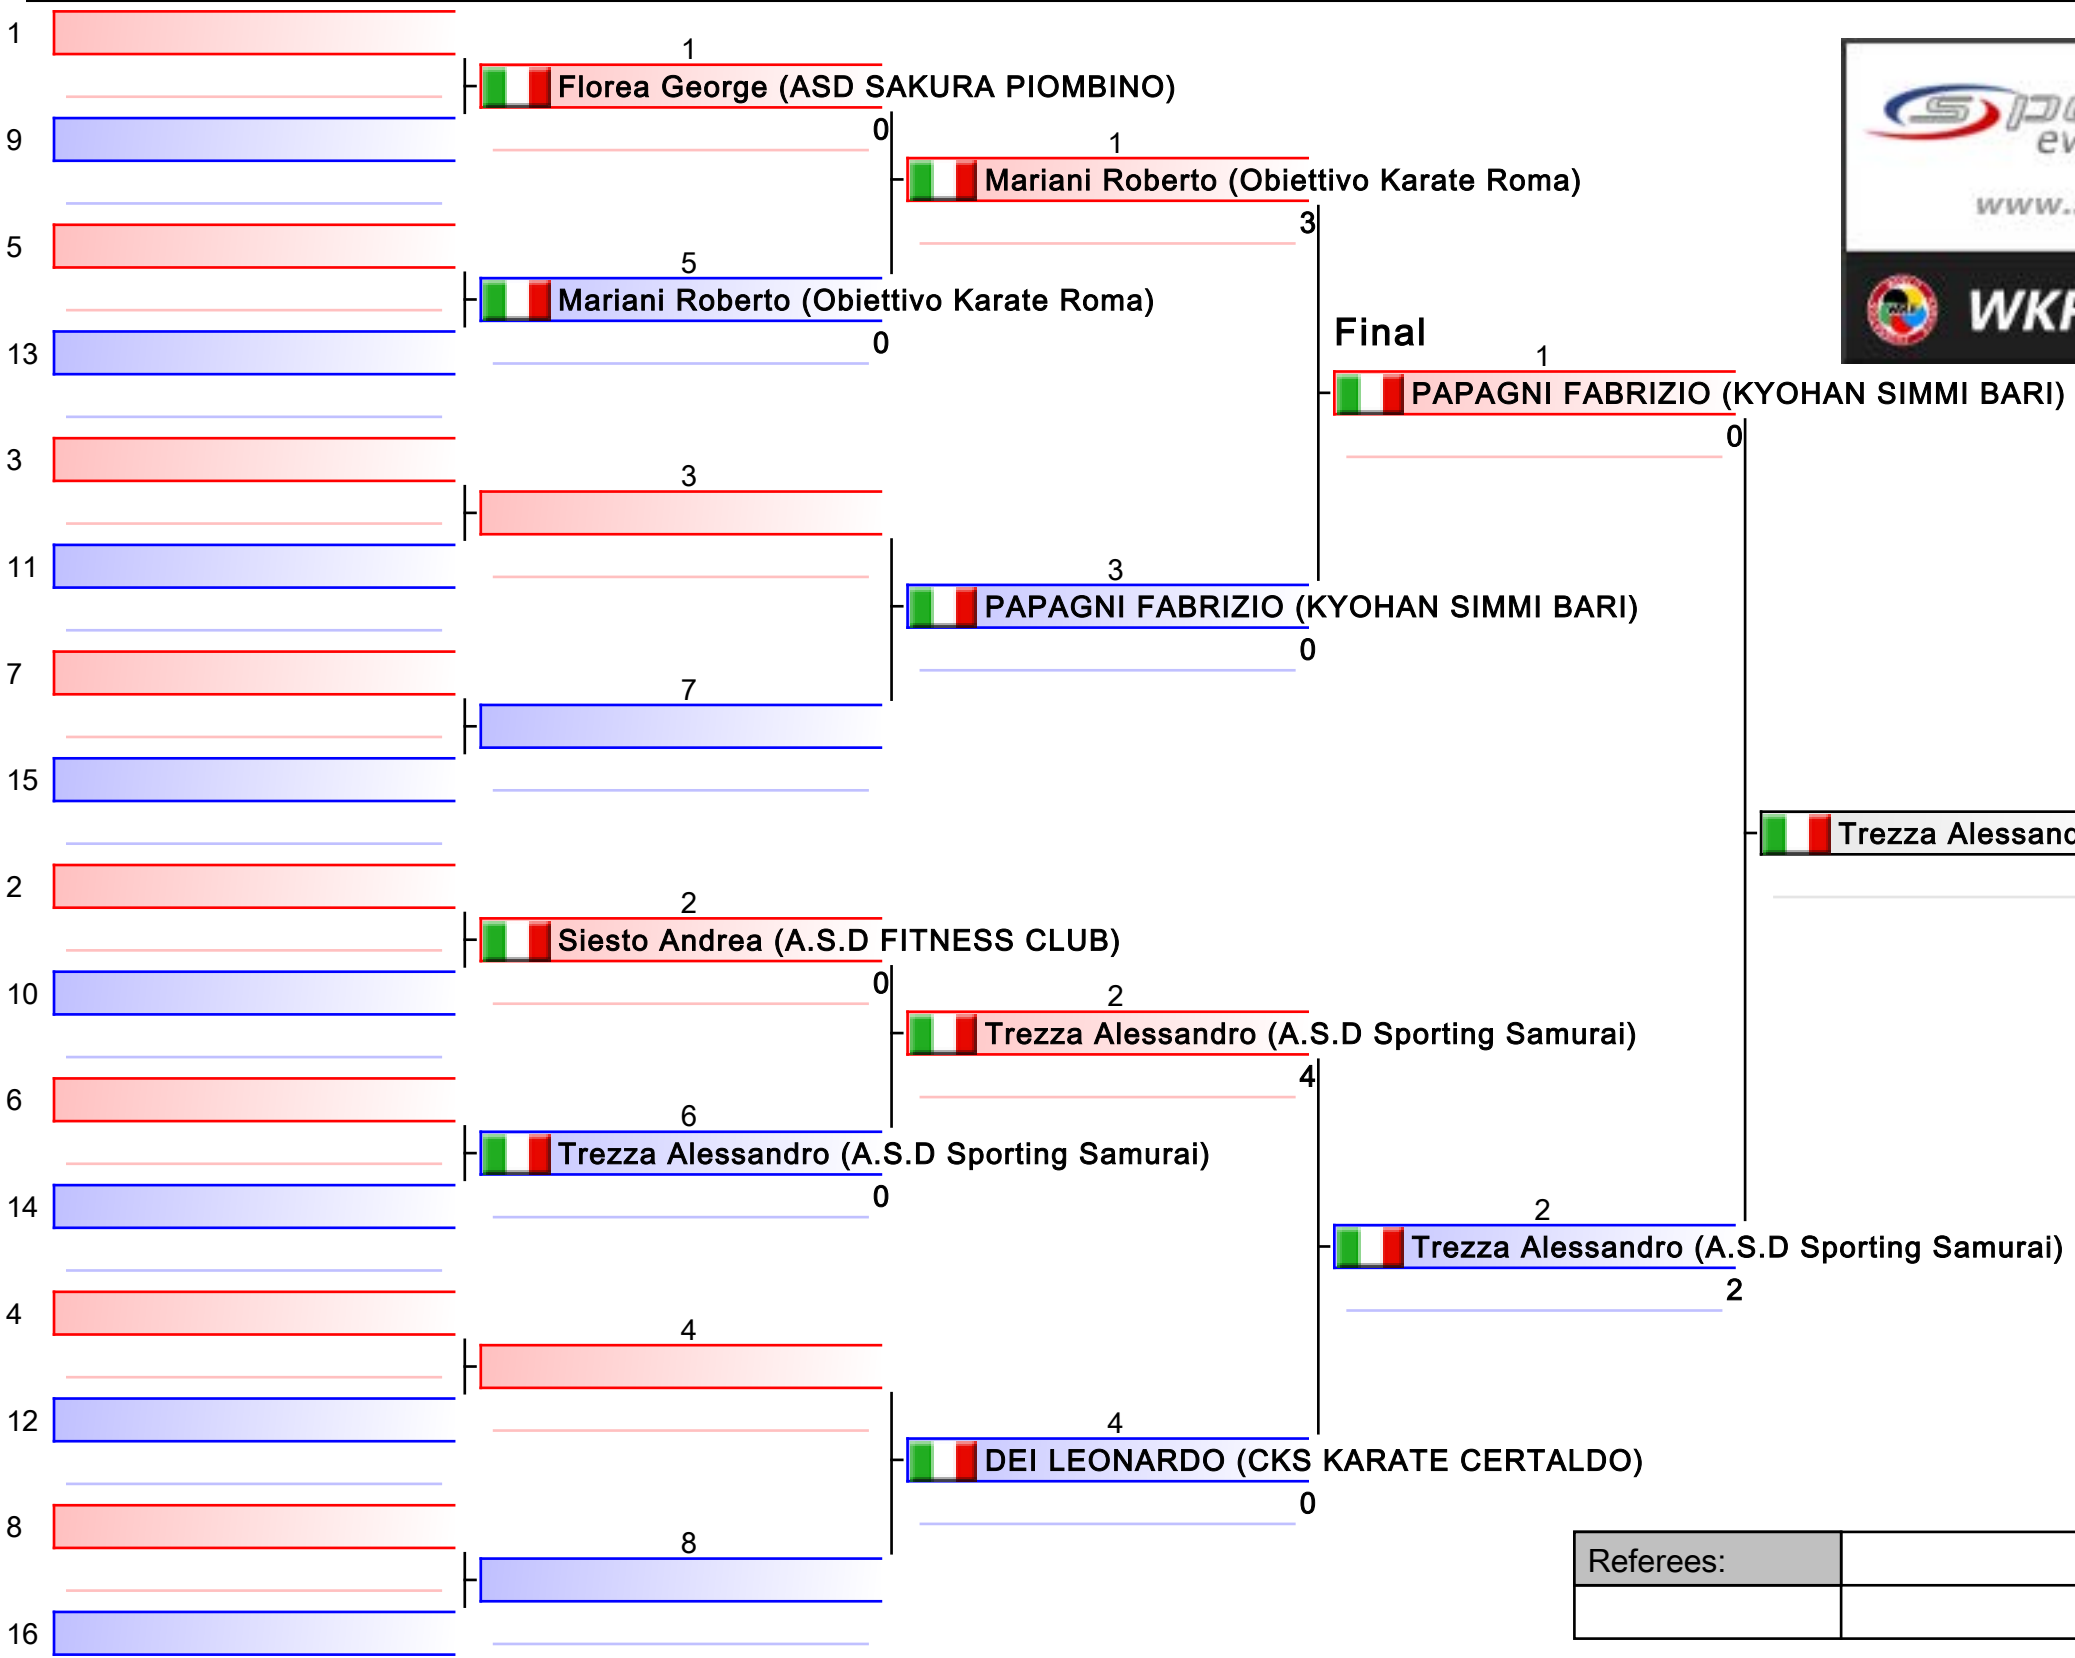 1
9
5
13
3
11
7
15
2
10
6
14
4
12
8
16
1
Florea George (ASD SAKURA PIOMBINO)
0
5
Mariani Roberto (Obiettivo Karate Roma)
0
3
7
2
Siesto Andrea (A.S.D FITNESS CLUB)
0
6
Trezza Alessandro (A.S.D Sporting Samurai)
0
4
8
1
Mariani Roberto (Obiettivo Karate Roma)
3
3
PAPAGNI FABRIZIO (KYOHAN SIMMI BARI)
0
2
Trezza Alessandro (A.S.D Sporting Samurai)
4
4
DEI LEONARDO (CKS KARATE CERTALDO)
0
Final
1
PAPAGNI FABRIZIO (KYOHAN SIMMI BARI)
0
2
Trezza Alessandro (A.S.D Sporting Samurai)
2
Trezza
www.
Referees: